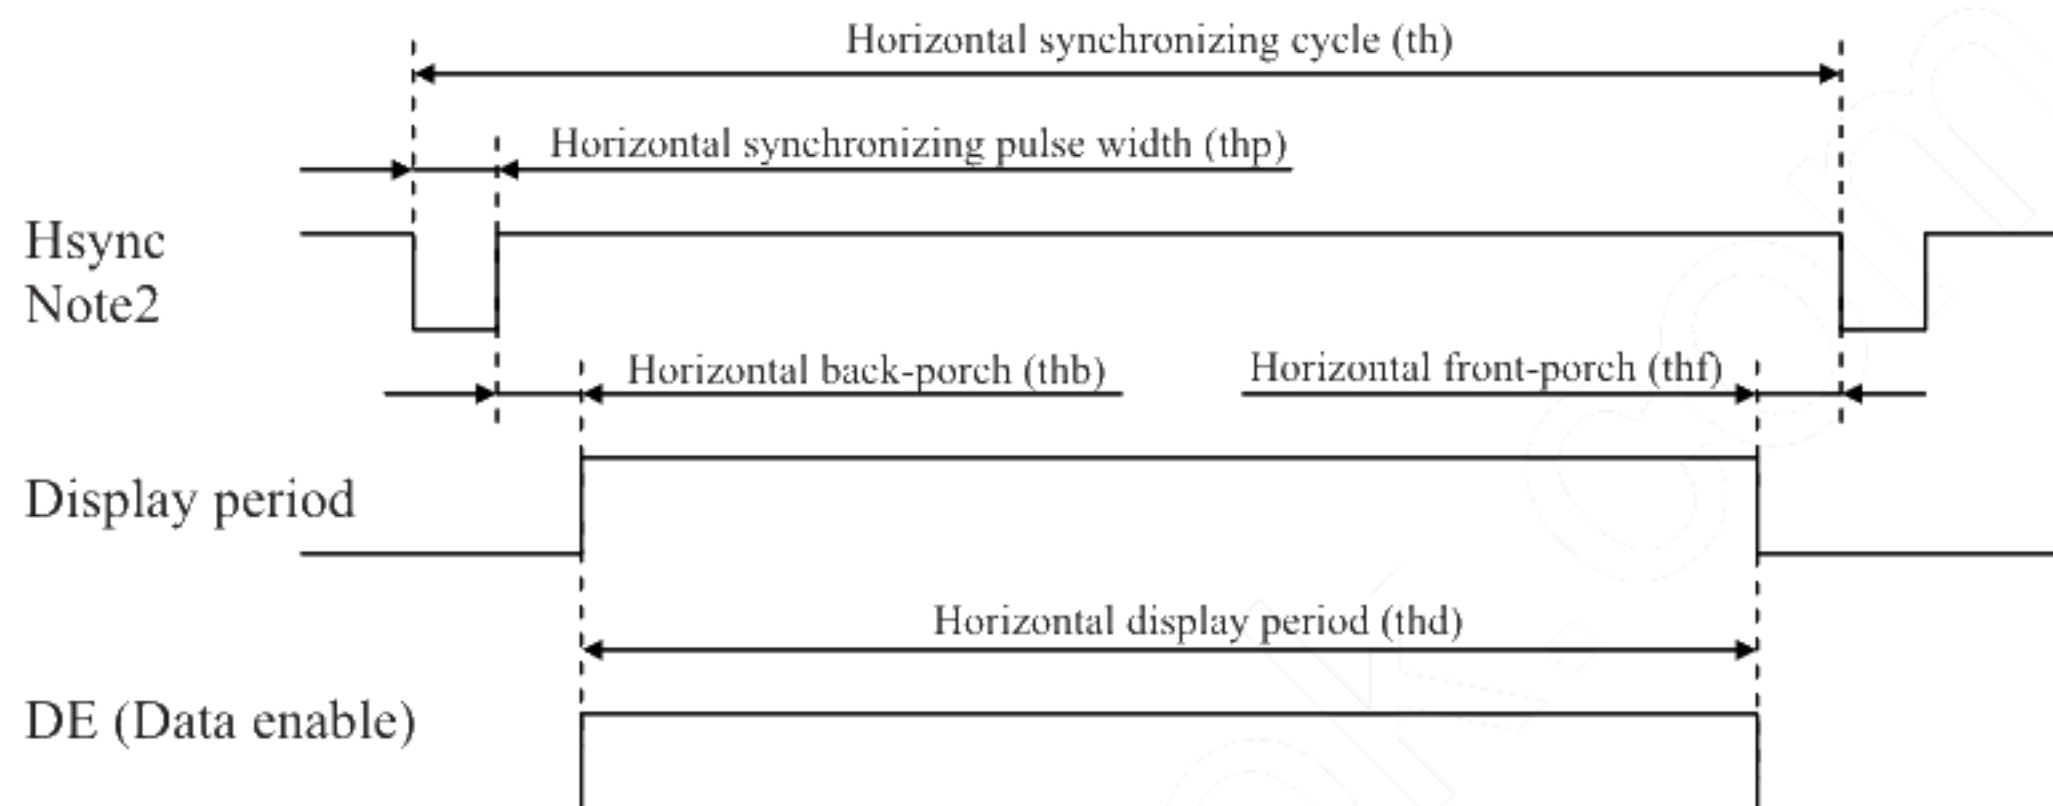 Horizontal synchronizing cycle (th)
Horizontal synchronizing pulse width (thp)
Hsync
Note2
Horizontal back-porch (thb)
Horizontal front-porch (thf)
Display period
Horizontal display period (thd)
DE (Data enable)